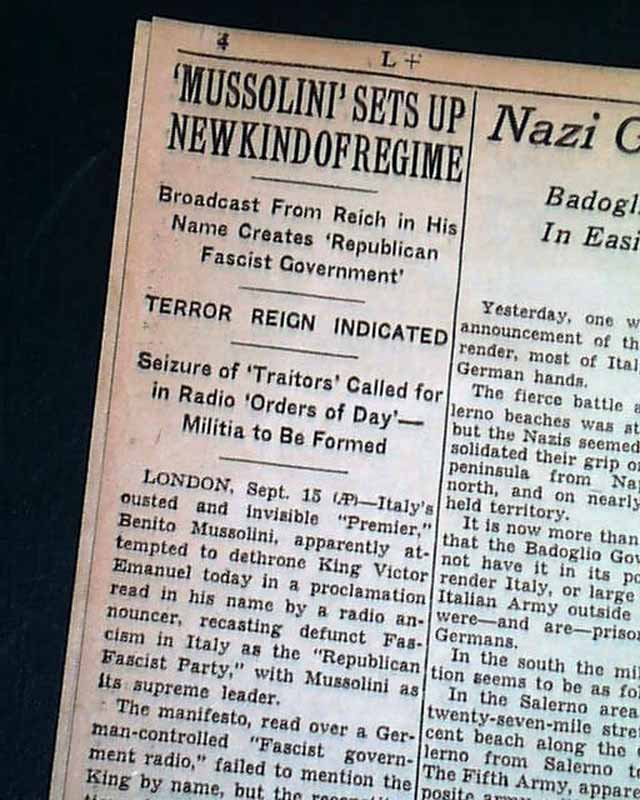 4
L+
'MUSSOLINI' SETS UP
NEW KIND OF REGIME
Broadcast From Reich in His
Name Creates 'Republican
Fascist Government'
TERROR REIGN INDICATED
Seizure of 'Traitors' Called for
in Radio 'Orders of Day'—
Militia to Be Formed
LONDON, Sept. 15 (AP)—Italy's
ousted and invisible "Premier,"
Benito Mussolini, apparently at-
tempted to dethrone King Victor
Emanuel today in a proclamation
read in his name by a radio an-
nouncer, recasting defunct Fas-
cism in Italy as the "Republican
Fascist Party," with Mussolini as
its supreme leader.
The manifesto, read over a Ger-
man-controlled "Fascist govern-
ment radio," failed to mention the
King by name, but the
Nazi
Badogl
In Easi
Yesterday, one w
announcement of th
render, most of Ital
German hands.
The fierce battle a
lerno beaches was st
but the Nazis seemed
solidated their grip o
peninsula from Na
north, and on nearly
held territory.
It is now more than
that the Badoglio Gov
not have it in its po
render Italy, or large
Italian Army outside
were—and are—priso
Germans.
In the south the mil
tion seems to be as fo
In the Salerno area
twenty-seven-mile stre
cent beach along the
lerno from Salerno to
The Fifth Army, appare
posite army